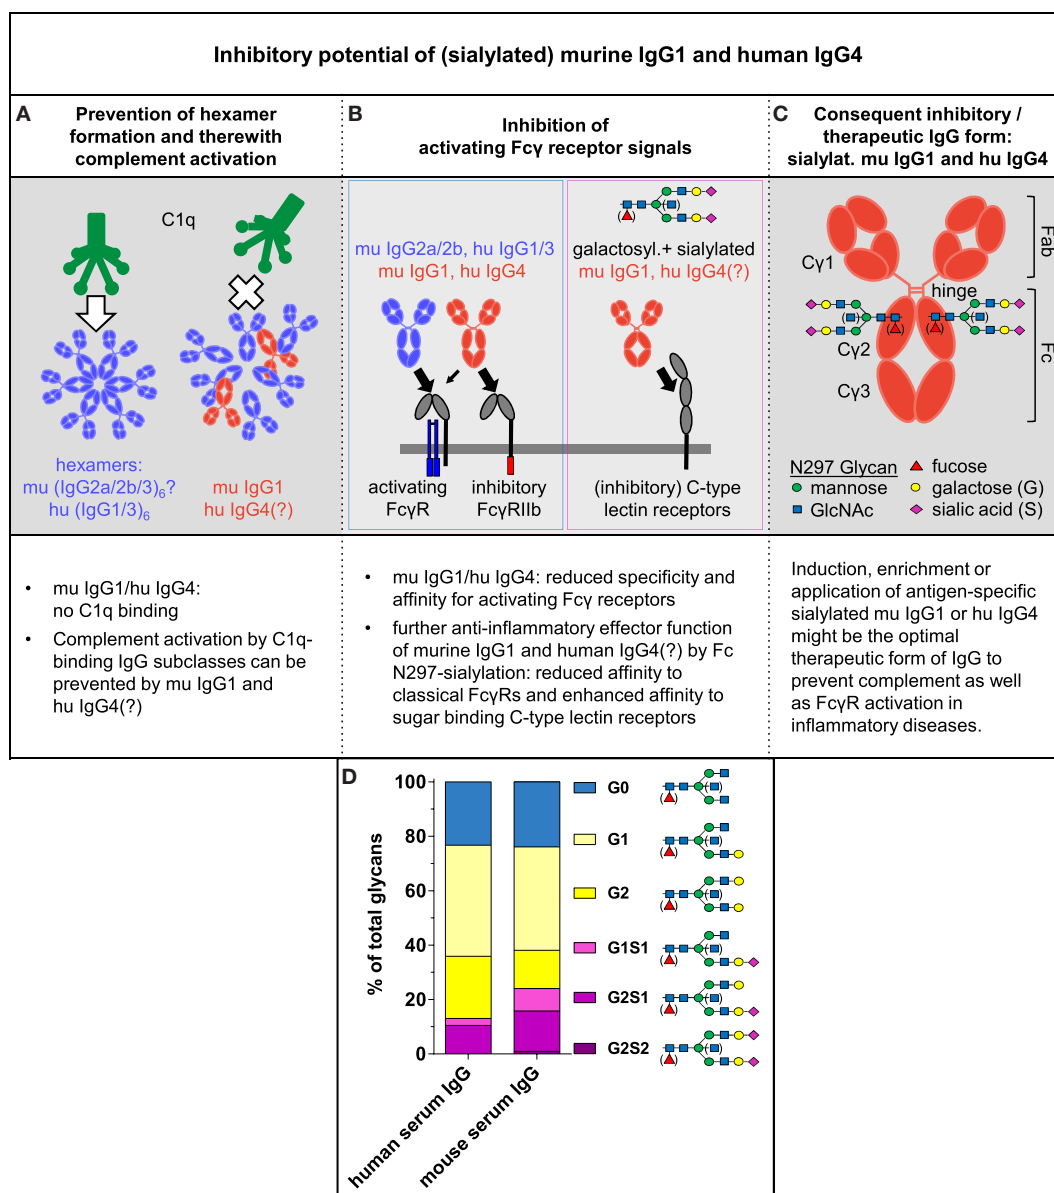 Inhibitory potential of (sialylated) murine IgG1 and human IgG4
A
Prevention of hexamer
formation and therewith
complement activation
B
Inhibition of
activating Fcγ receptor signals
C
Consequent inhibitory /
therapeutic IgG form:
sialylat. mu IgG1 and hu IgG4
C1q
hexamers:
mu (IgG2a/2b/3)6?
hu (IgG1/3)6
mu IgG1
hu IgG4(?)
mu IgG2a/2b, hu IgG1/3
mu IgG1, hu IgG4
activating
FcγR
inhibitory
FcγRIIb
( )
( )
galactosyl.+ sialylated
mu IgG1, hu IgG4(?)
(inhibitory) C-type
lectin receptors
Cγ1
Fab
hinge
( )
( )
( )
( )
Cγ2
Fc
Cγ3
N297 Glycan
fucose
mannose
galactose (G)
GlcNAc
sialic acid (S)
• mu IgG1/hu IgG4:
no C1q binding
• Complement activation by C1q-
binding IgG subclasses can be
prevented by mu IgG1 and
hu IgG4(?)
• mu IgG1/hu IgG4: reduced specificity and
affinity for activating Fcγ receptors
• further anti-inflammatory effector function
of murine IgG1 and human IgG4(?) by Fc
N297-sialylation: reduced affinity to
classical FcγRs and enhanced affinity to
sugar binding C-type lectin receptors
Induction, enrichment or
application of antigen-specific
sialylated mu IgG1 or hu IgG4
might be the optimal
therapeutic form of IgG to
prevent complement as well
as FcγR activation in
inflammatory diseases.
D
% of total glycans
100
80
60
40
20
0
human serum IgG
mouse serum IgG
G0
( )
( )
G1
( )
( )
G2
( )
( )
G1S1
( )
( )
G2S1
( )
( )
G2S2
( )
( )